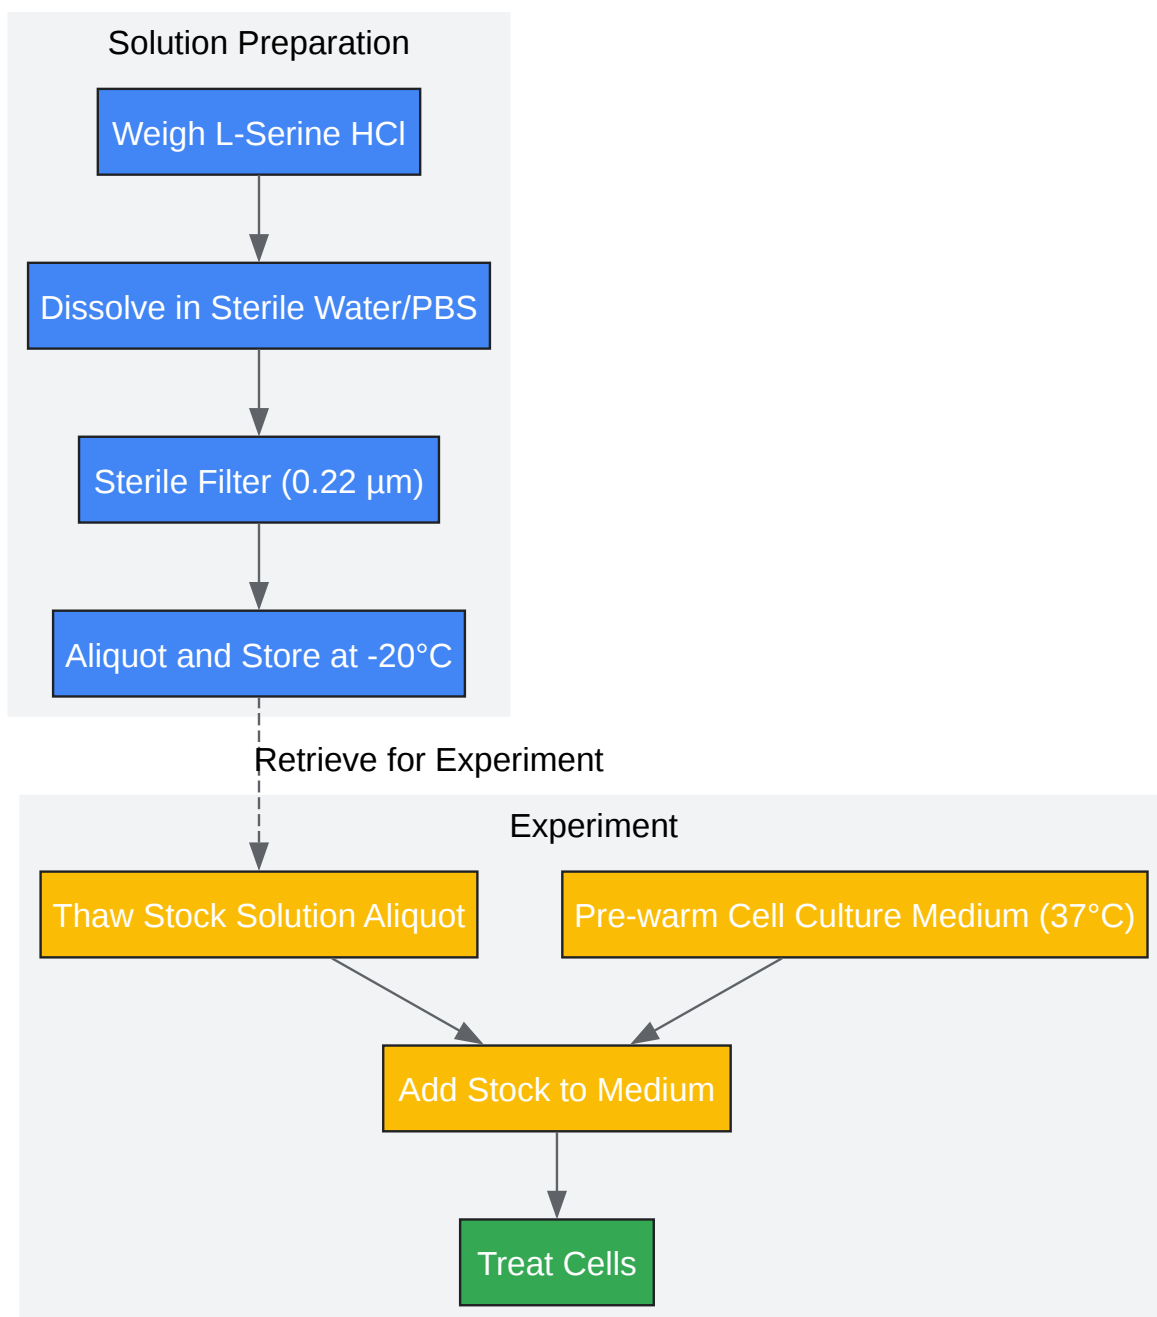 Solution Preparation
Weigh L-Serine HCl
Dissolve in Sterile Water/PBS
Sterile Filter (0.22 µm)
Aliquot and Store at -20°C
Retrieve for Experiment
Experiment
Thaw Stock Solution Aliquot
Pre-warm Cell Culture Medium (37°C)
Add Stock to Medium
Treat Cells